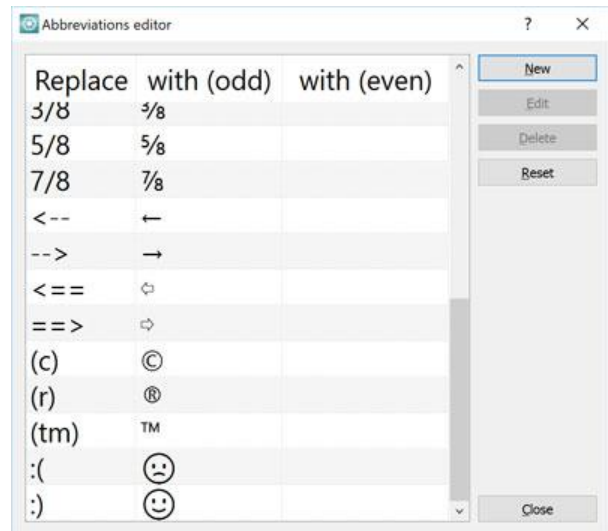 Abbreviations editor ? ×
Replace with (odd) with (even)
3/8 ⅜
5/8 ⅝
7/8 ⅞
<-- ←
--> →
<== ⇦
==> ⇨
(c) ©
(r) ®
(tm) ™
:( ☹
:) ☺
New
Edit
Delete
Reset
Close